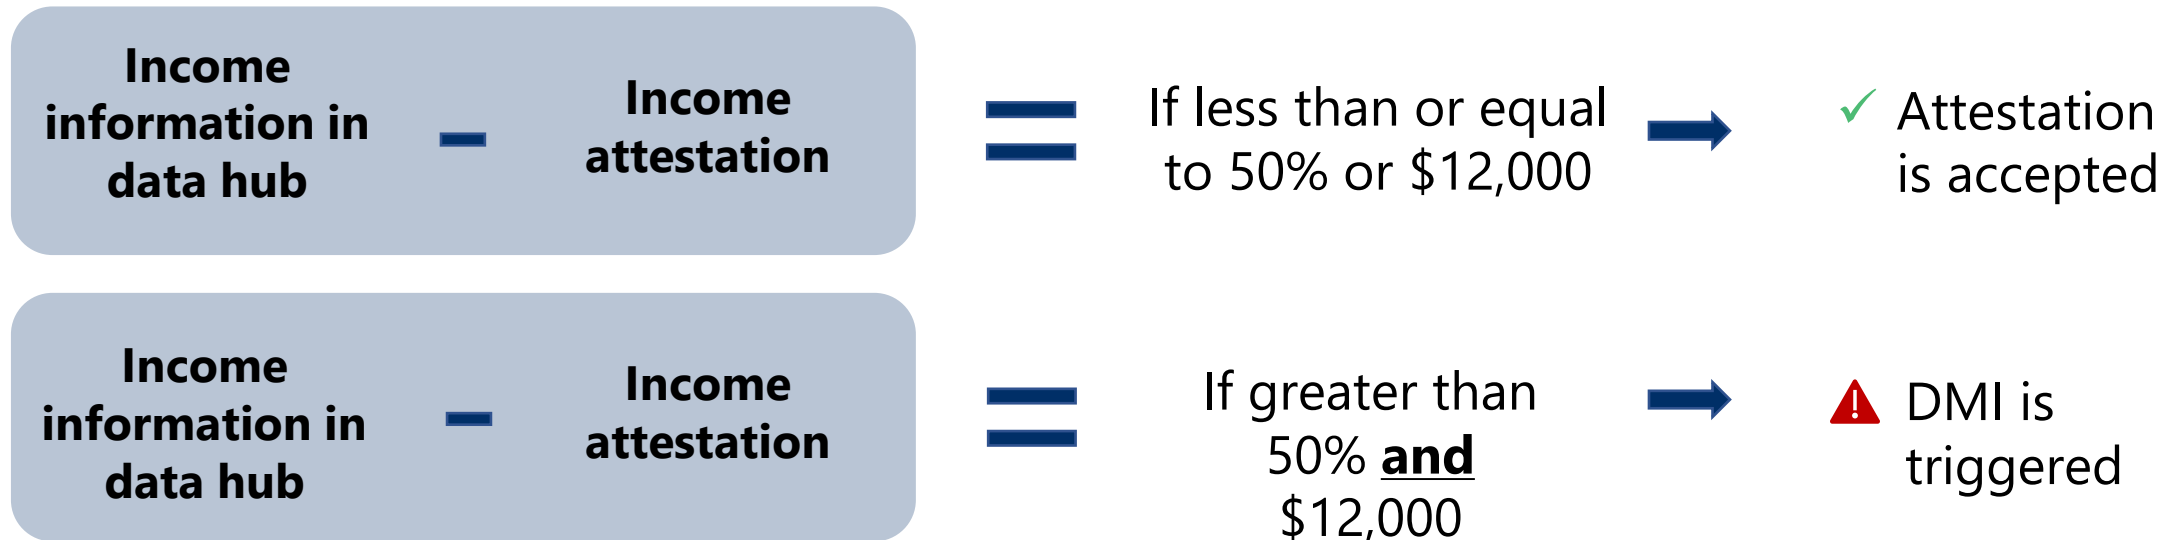 Income
information in
data hub
-
Income
attestation
=
If less than or equal
to 50% or $12,000
✓ Attestation
is accepted
Income
information in
data hub
-
Income
attestation
=
If greater than
50% and
$12,000
DMI is
triggered